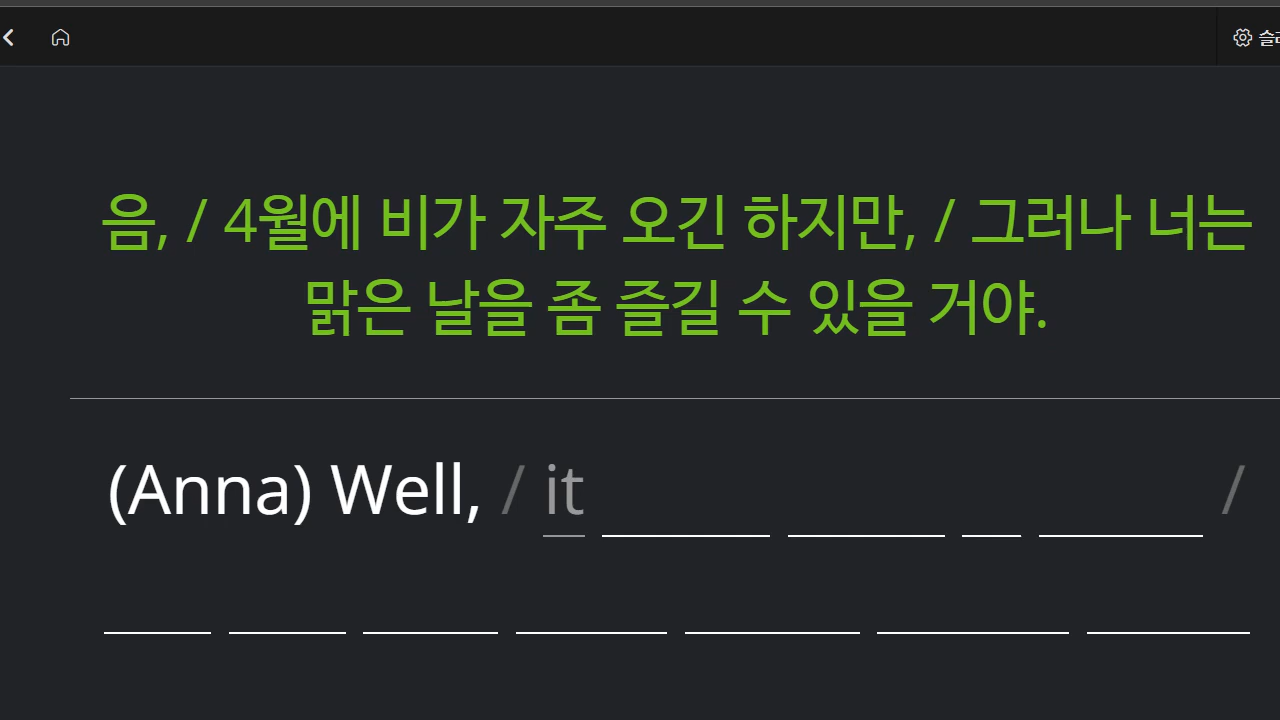 음, / 4월에 비가 자주 오긴 하지만, / 그러나 너는
맑은 날을 좀 즐길 수 있을 거야.
(Anna) Well, / it /